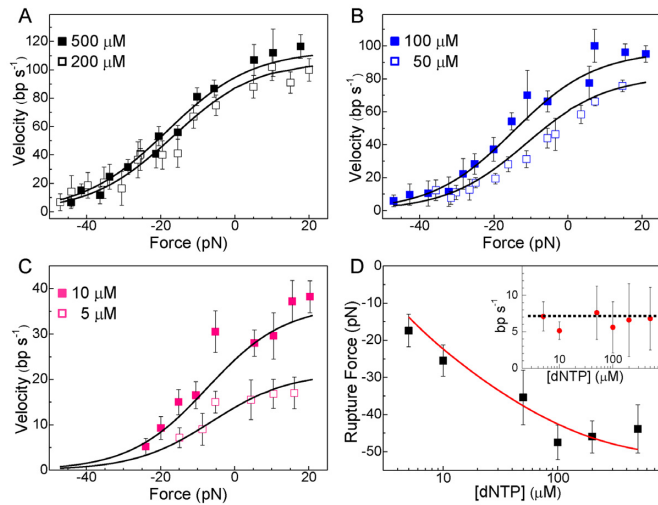 A
500 μM
200 μM
Velocity (bp s⁻¹)
120
100
80
60
40
20
0
-40
-20
0
20
Force (pN)
B
100 μM
50 μM
Velocity (bp s⁻¹)
100
80
60
40
20
0
-40
-20
0
20
Force (pN)
C
10 μM
5 μM
Velocity (bp s⁻¹)
40
30
20
10
0
-40
-20
0
20
Force (pN)
D
Rupture Force (pN)
0
-10
-20
-30
-40
-50
10
100
[dNTP] (μM)
bp s⁻¹
10
5
0
10
100
[dNTP] (μM)